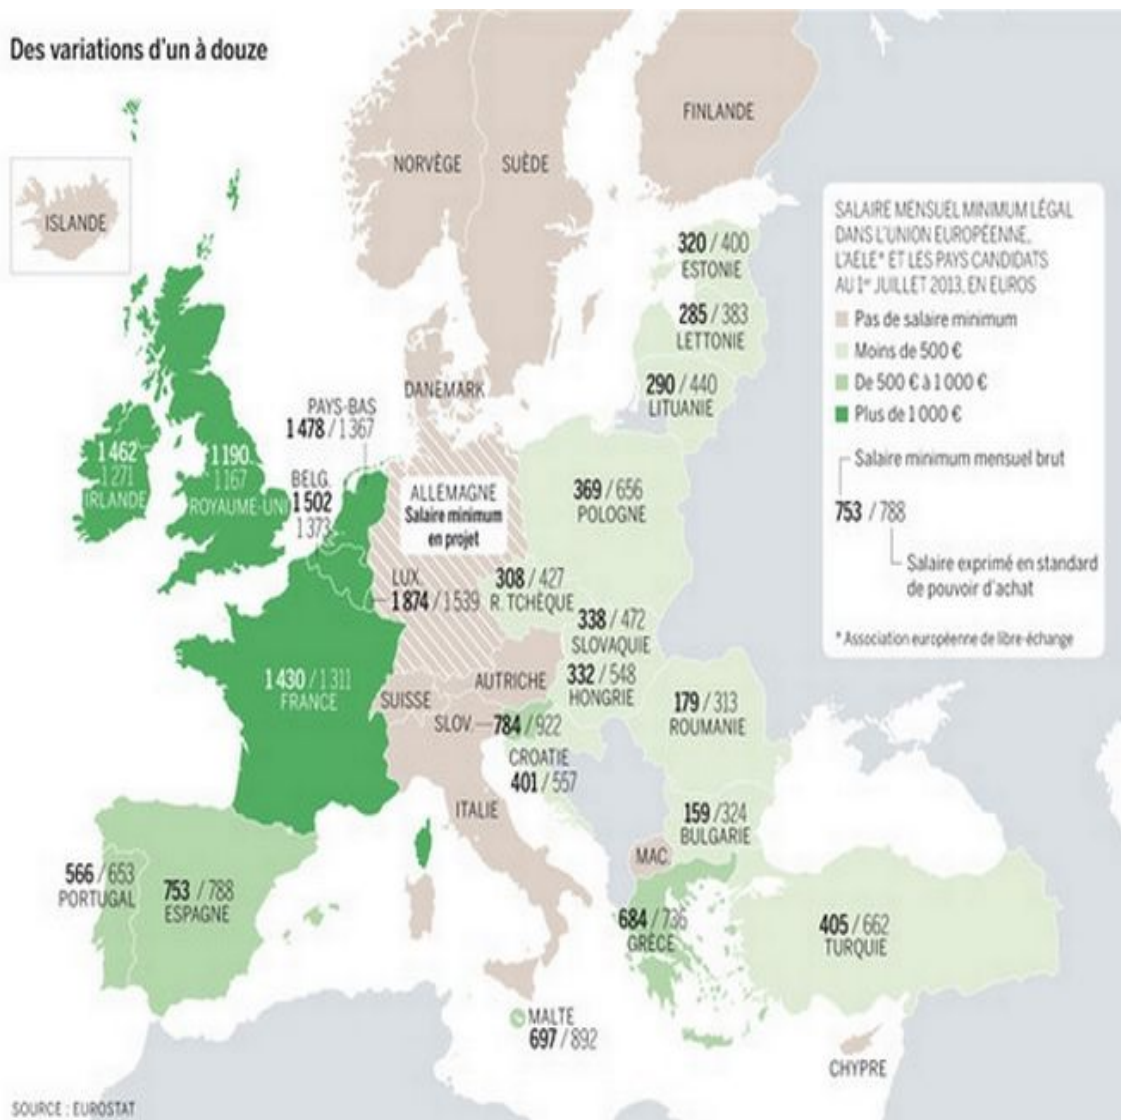 Des variations d'un à douze
ISLANDE
NORVÈGE
SUÈDE
FINLANDE
SALAIRE MENSUEL MINIMUM LÉGAL
DANS L'UNION EUROPÉENNE,
L'AELE* ET LES PAYS CANDIDATS
AU 1er JUILLET 2013, EN EUROS
Pas de salaire minimum
Moins de 500 €
De 500 € à 1 000 €
Plus de 1 000 €
Salaire minimum mensuel brut
753 / 788
Salaire exprimé en standard
de pouvoir d'achat
* Association européenne de libre-échange
320 / 400
ESTONIE
285 / 383
LETTONIE
290 / 440
LITUANIE
DANEMARK
PAYS-BAS
1 478 / 1 367
1 462
1 271
IRLANDE
1 190
1 167
ROYAUME-UNI
BELG.
1 502
1 373
ALLEMAGNE
Salaire minimum
en projet
369 / 656
POLOGNE
LUX.
1 874 / 1 539
308 / 427
R. TCHÈQUE
338 / 472
SLOVAQUIE
332 / 548
HONGRIE
1 430 / 1 311
FRANCE
SUISSE
AUTRICHE
SLOV.
784 / 922
179 / 313
ROUMANIE
CROATIE
401 / 557
ITALIE
159 / 324
BULGARIE
MAC.
566 / 653
PORTUGAL
753 / 788
ESPAGNE
684 / 736
GRÈCE
405 / 662
TURQUIE
MALTE
697 / 892
CHYPRE
SOURCE : EUROSTAT